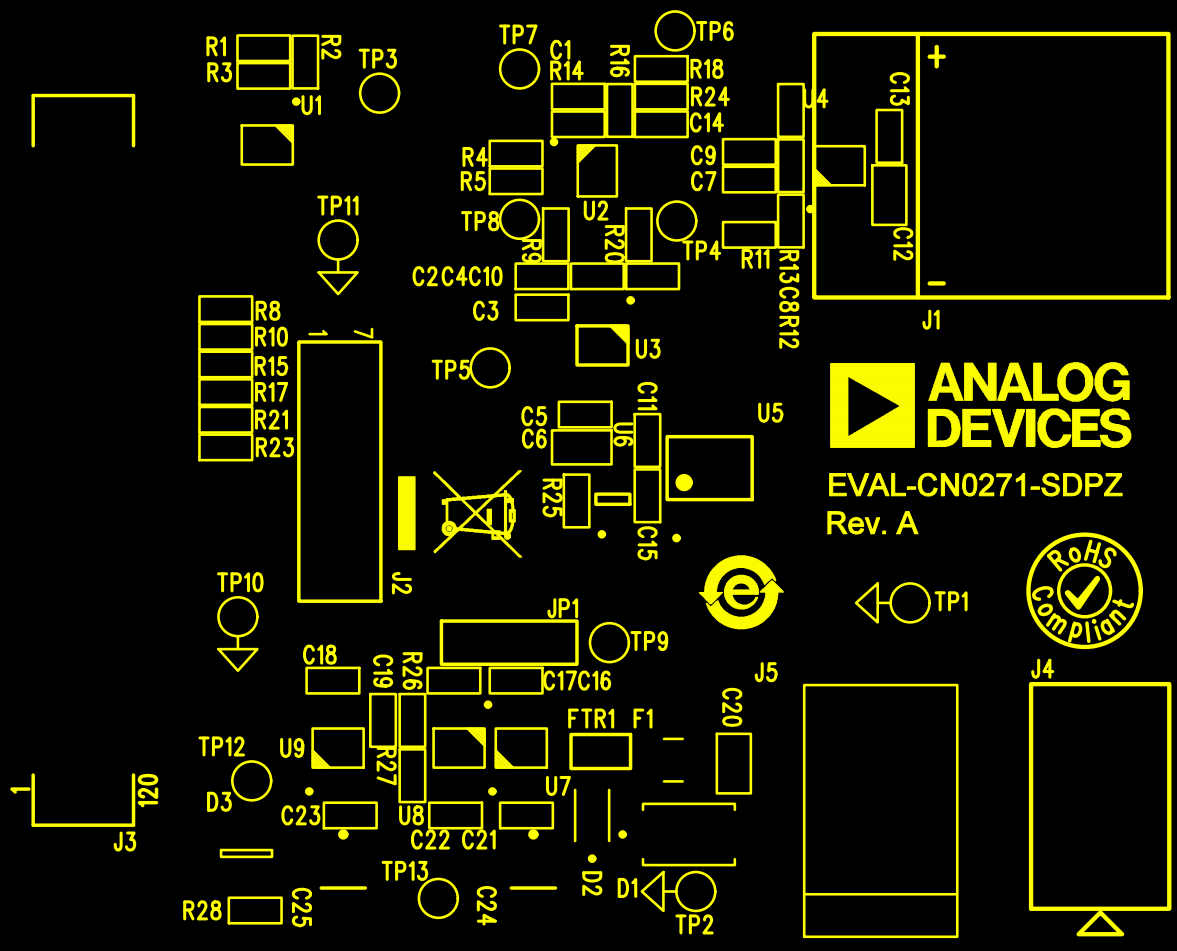 TP6
TP7
C1
R1
R2
R3
TP3
R14
R16
R18
R24
C14
U1
U4
C13
+
R4
R5
C9
C7
TP11
TP8
U2
R9
R20
TP4
R11
C12
C2C4C10
R13C8R12
-
C3
R8
R10
R15
R17
R21
R23
1
7
U3
J1
TP5
ANALOG
DEVICES
C11
C5
C6
U6
U5
EVAL-CN0271-SDPZ
Rev. A
R25
C15
J2
e
RoHS
Compliant
TP10
TP1
JP1
TP9
C18
C19
R26
C17C16
J5
J4
C20
FTR1
F1
TP12
U9
R27
U7
1
120
D3
C23
U8
C22
C21
J3
TP13
D2
D1
R28
C25
C24
TP2